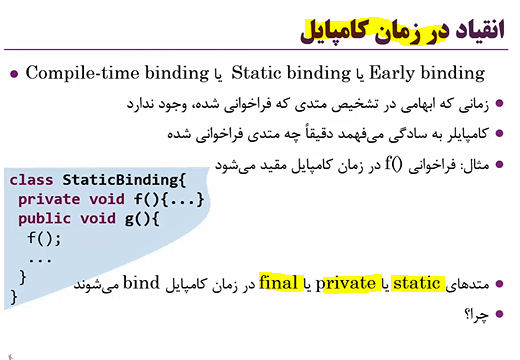 انقیاد در زمان کامپایل
Early binding یا Static binding یا Compile-time binding
زمانی که ابهامی در تشخیص متدی که فراخوانی شده، وجود ندارد
کامپایلر به سادگی می‌فهمد دقیقاً چه متدی فراخوانی شده
مثال: فراخوانی f() در زمان کامپایل مقید می‌شود
class StaticBinding{
private void f(){...}
public void g(){
f();
...
}
}
متدهای static یا private یا final در زمان کامپایل bind می‌شوند
چرا؟